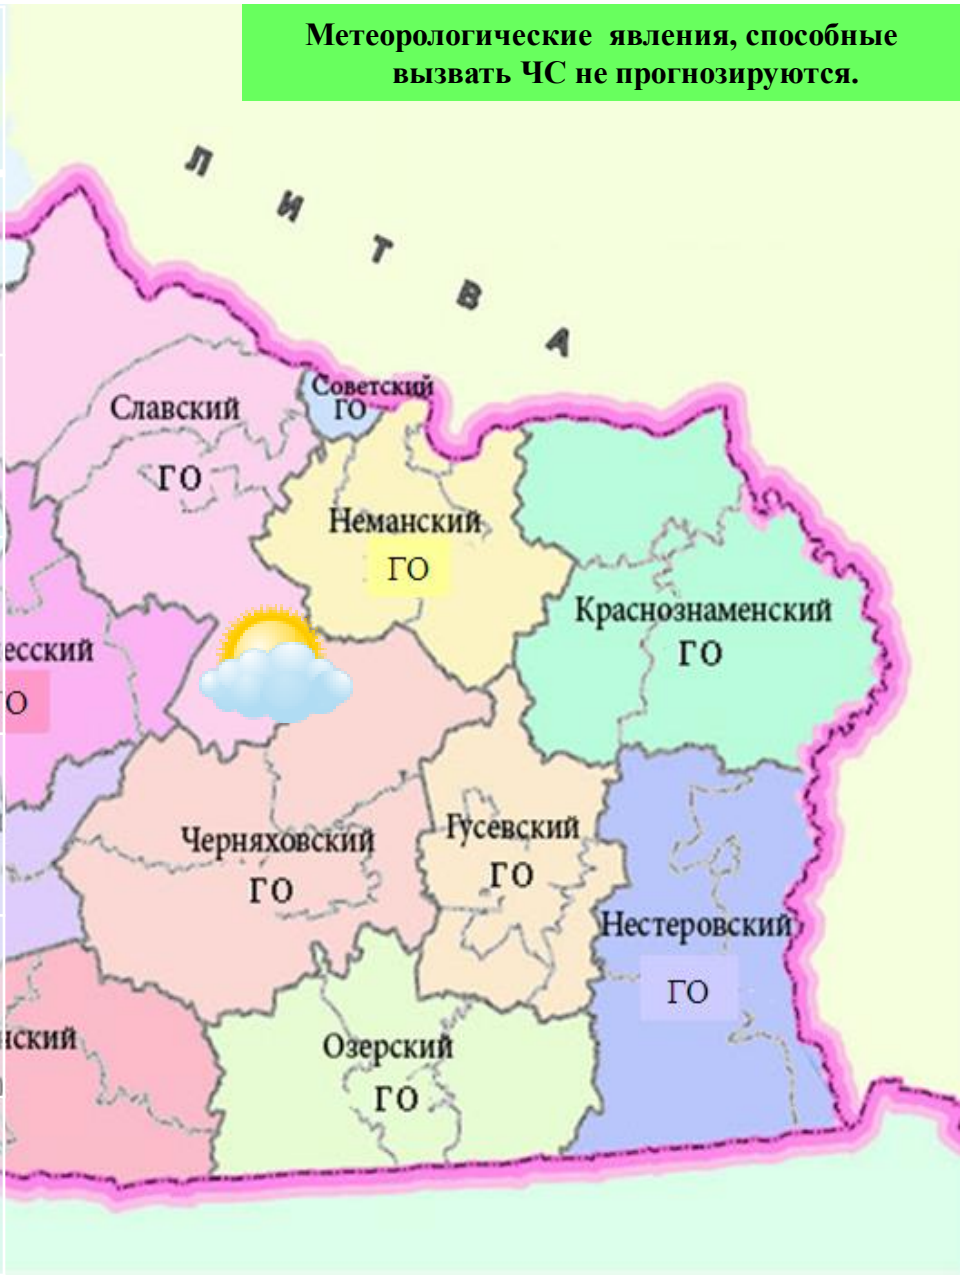 Метеорологические явления, способные
вызвать ЧС не прогнозируются.
ЛИТВА
Советский
ГО
Славский
ГО
Неманский
ГО
Краснознаменский
ГО
есский
О
Черняховский
ГО
Гусевский
ГО
Нестеровский
ГО
нский
Озерский
ГО